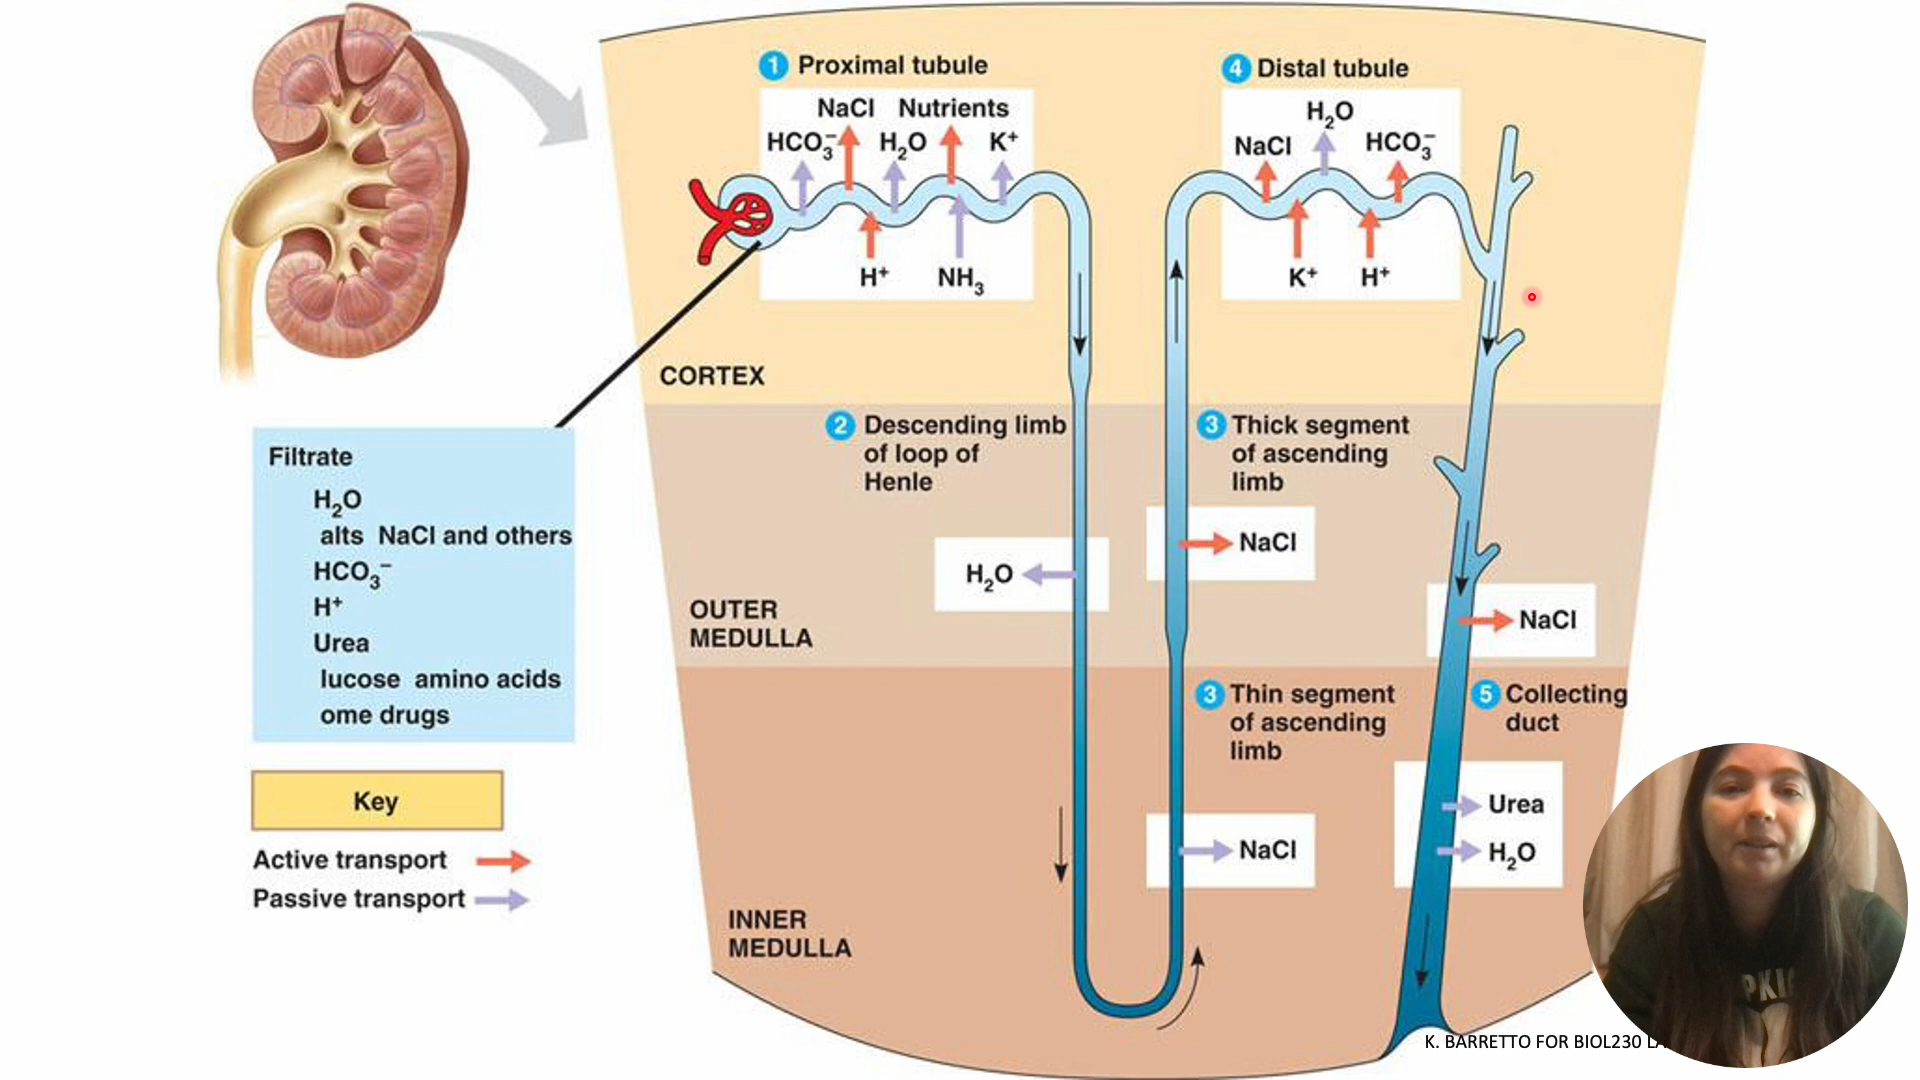 1 Proximal tubule
NaCl Nutrients
HCO₃⁻ H₂O K⁺
H⁺ NH₃
4 Distal tubule
H₂O
NaCl HCO₃⁻
K⁺ H⁺
CORTEX
2 Descending limb
of loop of
Henle
3 Thick segment
of ascending
limb
NaCl
H₂O
OUTER
MEDULLA
NaCl
3 Thin segment
of ascending
limb
5 Collecting
duct
Urea
H₂O
NaCl
INNER
MEDULLA
Filtrate
H₂O
alts NaCl and others
HCO₃⁻
H⁺
Urea
lucose amino acids
ome drugs
Key
Active transport
Passive transport
K. BARRETTO FOR BIOL230